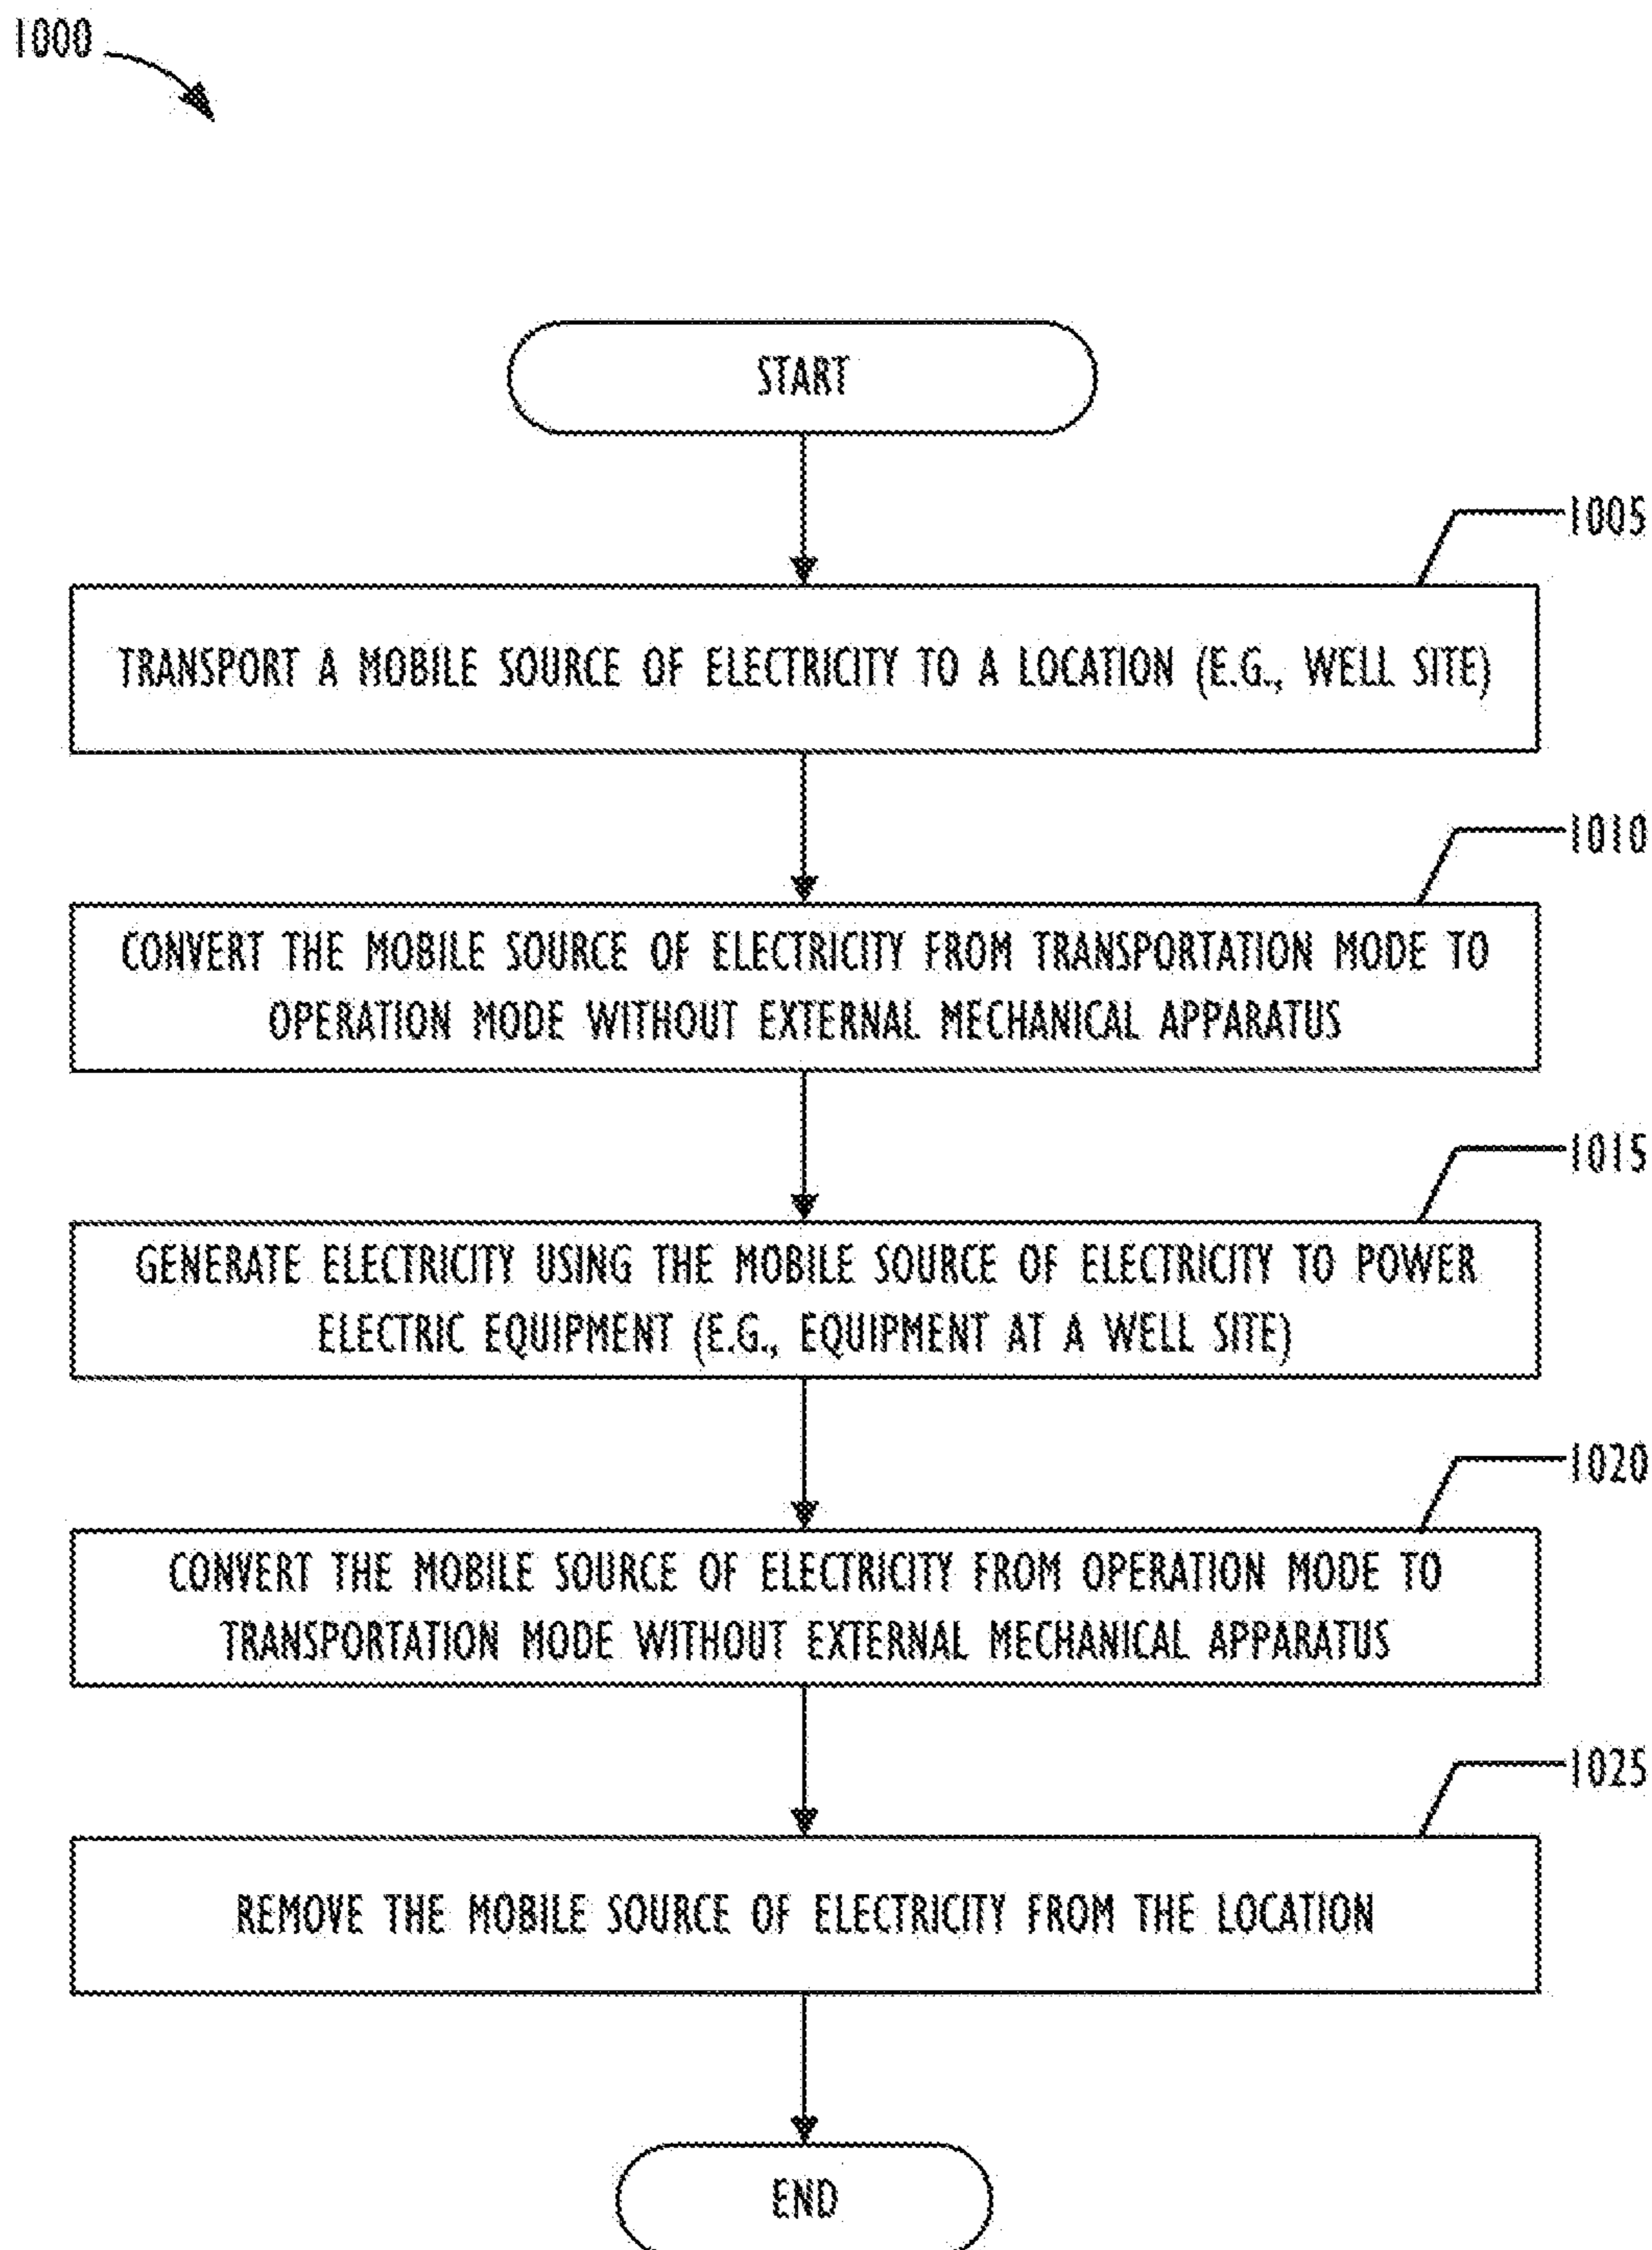 1000
START
1005
TRANSPORT A MOBILE SOURCE OF ELECTRICITY TO A LOCATION (E.G., WELL SITE)
1010
CONVERT THE MOBILE SOURCE OF ELECTRICITY FROM TRANSPORTATION MODE TO
OPERATION MODE WITHOUT EXTERNAL MECHANICAL APPARATUS
1015
GENERATE ELECTRICITY USING THE MOBILE SOURCE OF ELECTRICITY TO POWER
ELECTRIC EQUIPMENT (E.G., EQUIPMENT AT A WELL SITE)
1020
CONVERT THE MOBILE SOURCE OF ELECTRICITY FROM OPERATION MODE TO
TRANSPORTATION MODE WITHOUT EXTERNAL MECHANICAL APPARATUS
1025
REMOVE THE MOBILE SOURCE OF ELECTRICITY FROM THE LOCATION
END